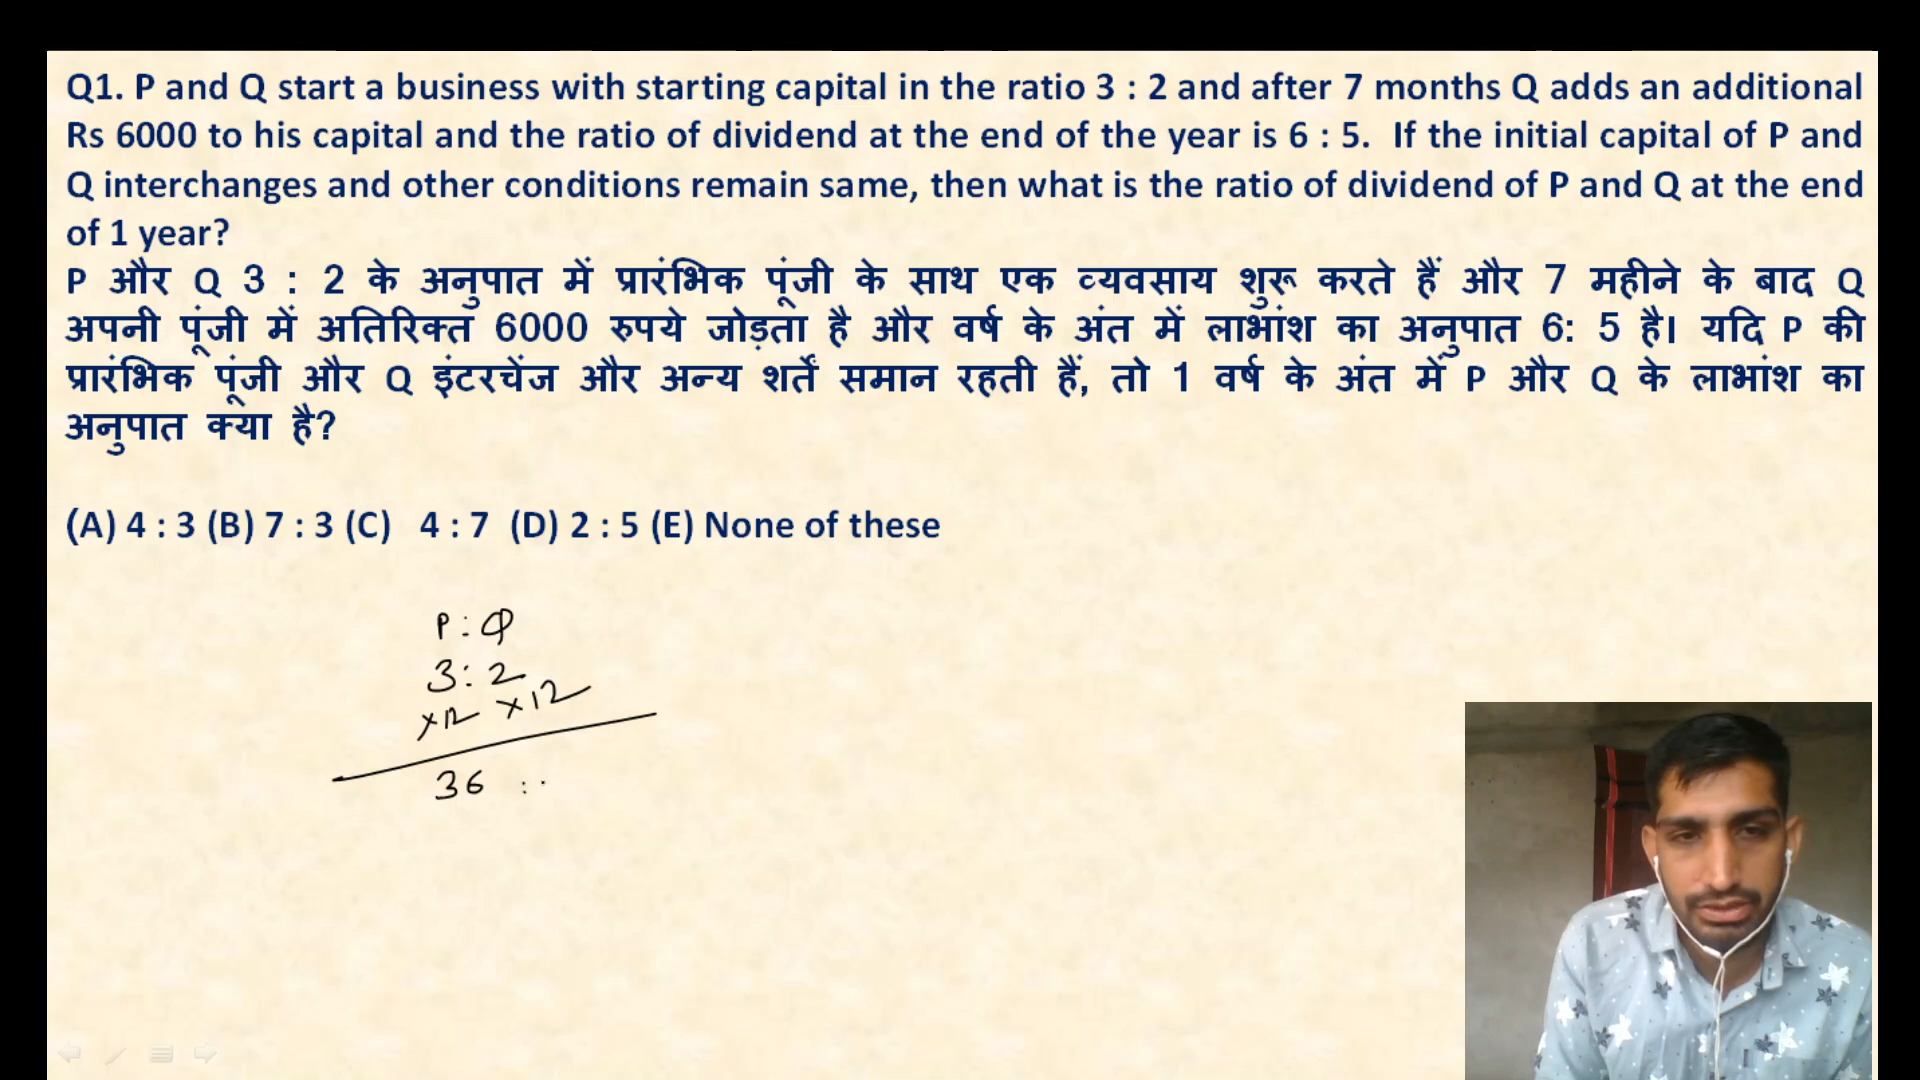 Q1. P and Q start a business with starting capital in the ratio 3 : 2 and after 7 months Q adds an additional
Rs 6000 to his capital and the ratio of dividend at the end of the year is 6 : 5. If the initial capital of P and
Q interchanges and other conditions remain same, then what is the ratio of dividend of P and Q at the end
of 1 year?
P और Q 3 : 2 के अनुपात में प्रारंभिक पूंजी के साथ एक व्यवसाय शुरू करते हैं और 7 महीने के बाद Q
अपनी पूंजी में अतिरिक्त 6000 रुपये जोड़ता है और वर्ष के अंत में लाभांश का अनुपात 6: 5 है। यदि P की
प्रारंभिक पूंजी और Q इंटरचेंज और अन्य शर्तें समान रहती हैं, तो 1 वर्ष के अंत में P और Q के लाभांश का
अनुपात क्या है?
(A) 4 : 3 (B) 7 : 3 (C) 4 : 7 (D) 2 : 5 (E) None of these
P : Q
3 : 2
×12 ×12
36 :